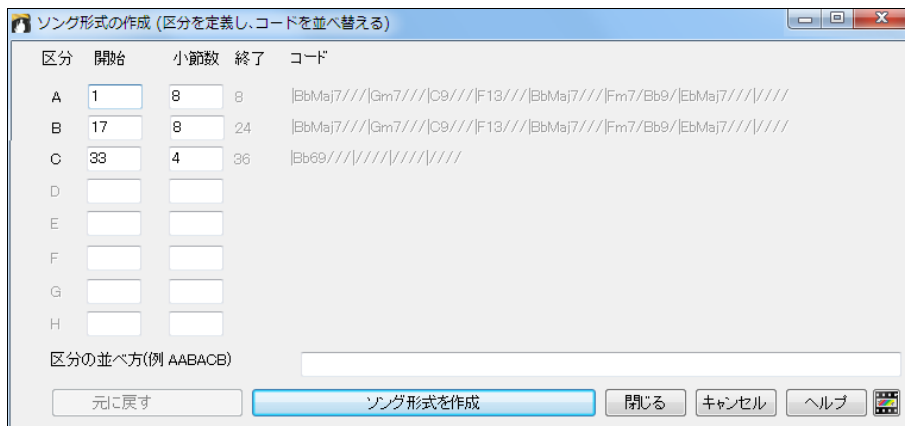 ソング形式の作成 (区分を定義し、コードを並べ替える)
区分 開始 小節数 終了 コード
A 1 8 8 |BbMaj7///|Gm7///|C9///|F13///|BbMaj7///|Fm7/Bb9/|EbMaj7///|////
B 17 8 24 |BbMaj7///|Gm7///|C9///|F13///|BbMaj7///|Fm7/Bb9/|EbMaj7///|////
C 33 4 36 |Bb69///|////|////|////
D
E
F
G
H
区分の並べ方(例 AABACB)
元に戻す ソング形式を作成 閉じる キャンセル ヘルプ